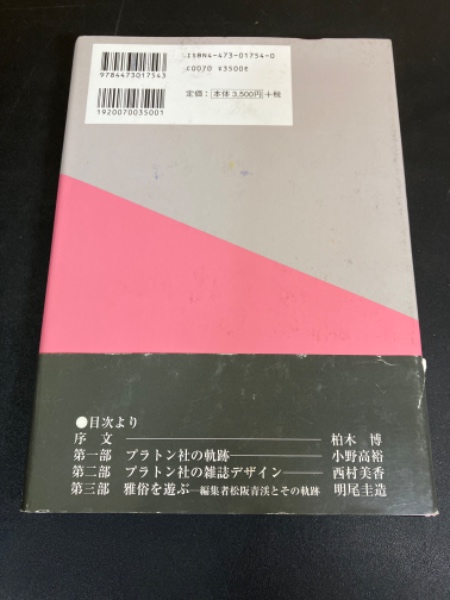 ISBN4-473-01754-0
C0070 ¥3500E
9784473017543
定価：本体3,500円+税
1920070035001
●目次より
序 文 柏木 博
第一部 プラトン社の軌跡 小野高裕
第二部 プラトン社の雑誌デザイン 西村美香
第三部 雅俗を遊ぶ―編集者松阪青渓とその軌跡 明尾圭造